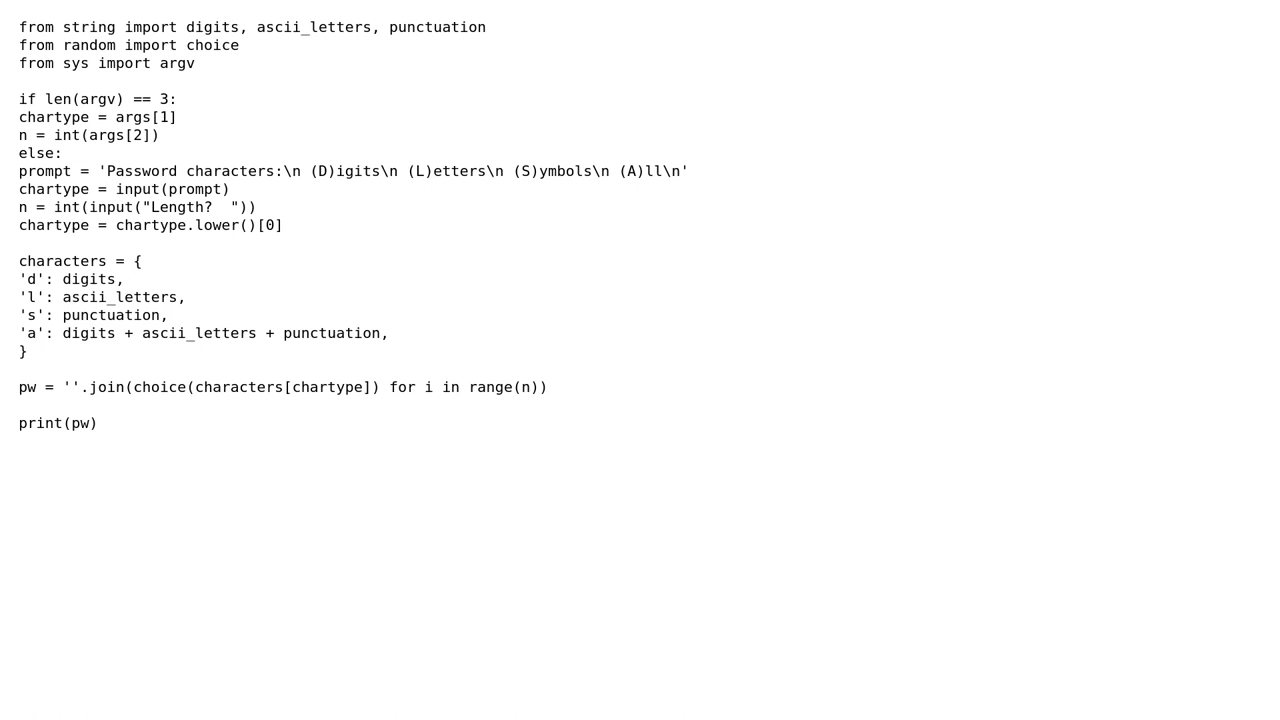 from string import digits, ascii_letters, punctuation
from random import choice
from sys import argv

if len(argv) == 3:
chartype = args[1]
n = int(args[2])
else:
prompt = 'Password characters:\n (D)igits\n (L)etters\n (S)ymbols\n (A)ll\n'
chartype = input(prompt)
n = int(input("Length?  "))
chartype = chartype.lower()[0]

characters = {
'd': digits,
'l': ascii_letters,
's': punctuation,
'a': digits + ascii_letters + punctuation,
}

pw = ''.join(choice(characters[chartype]) for i in range(n))

print(pw)